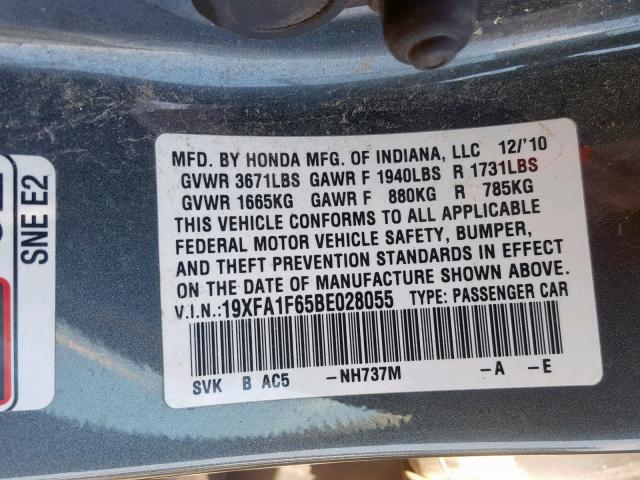 SNE E2
MFD. BY HONDA MFG. OF INDIANA, LLC 12/'10
GVWR 3671LBS GAWR F 1940LBS R 1731LBS
GVWR 1665KG GAWR F 880KG R 785KG
THIS VEHICLE CONFORMS TO ALL APPLICABLE
FEDERAL MOTOR VEHICLE SAFETY, BUMPER,
AND THEFT PREVENTION STANDARDS IN EFFECT
ON THE DATE OF MANUFACTURE SHOWN ABOVE.
V.I.N.:19XFA1F65BE028055 TYPE: PASSENGER CAR
SVK B AC5 -NH737M -A -E